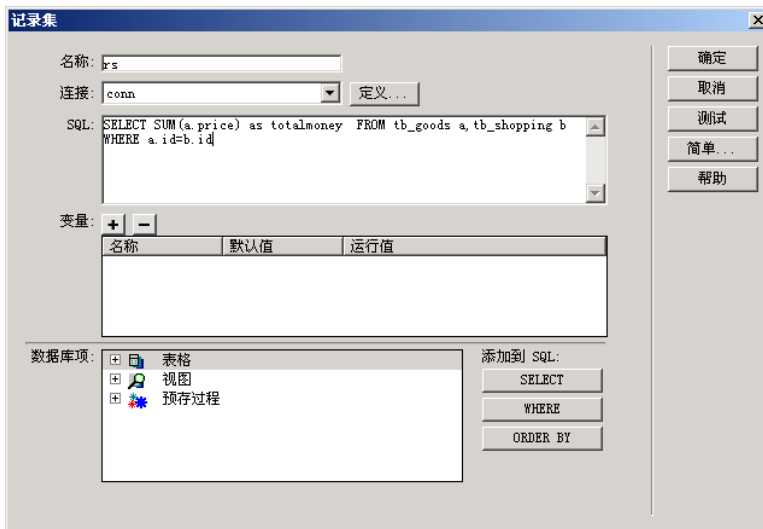 记录集
名称: rs
确定
连接: conn 定义...
取消
SQL: SELECT SUM(a.price) as totalmoney  FROM tb_goods a,tb_shopping b
WHERE a.id=b.id
测试
简单...
帮助
变量: + −
名称 默认值 运行值
数据库项:
表格
视图
预存过程
添加到 SQL:
SELECT
WHERE
ORDER BY